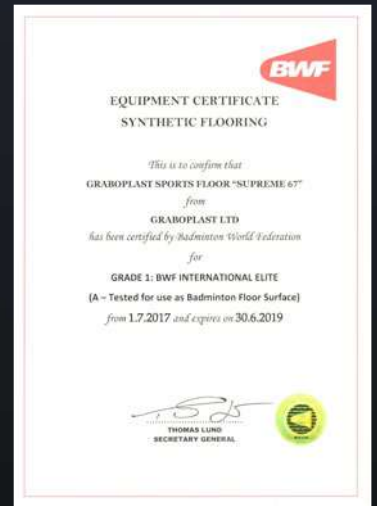 BWF
EQUIPMENT CERTIFICATE
SYNTHETIC FLOORING
This is to confirm that
GRABOPLAST SPORTS FLOOR “SUPREME 67”
from
GRABOPLAST LTD
has been certified by Badminton World Federation
for
GRADE 1: BWF INTERNATIONAL ELITE
(A – Tested for use as Badminton Floor Surface)
from 1.7.2017 and expires on 30.6.2019
THOMAS LUND
SECRETARY GENERAL